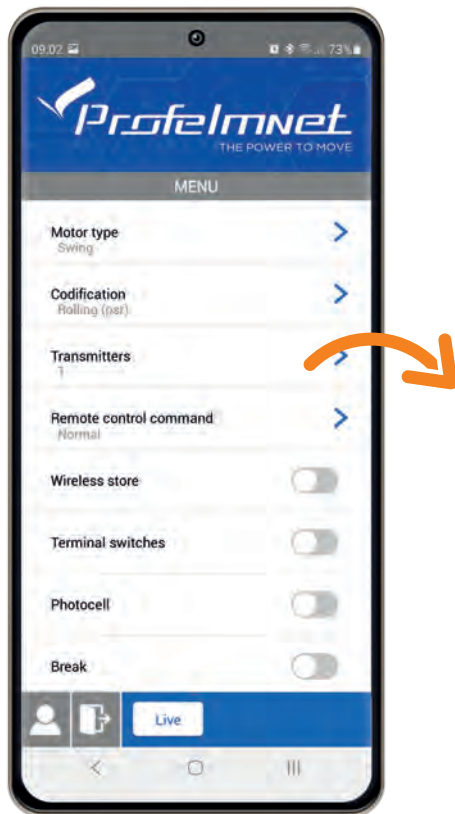 09.02 73%
Profelmnet
THE POWER TO MOVE
MENU
Motor type
Swing
Codification
Rolling (psr)
Transmitters
1
Remote control command
Normal
Wireless store
Terminal switches
Photocell
Break
Live